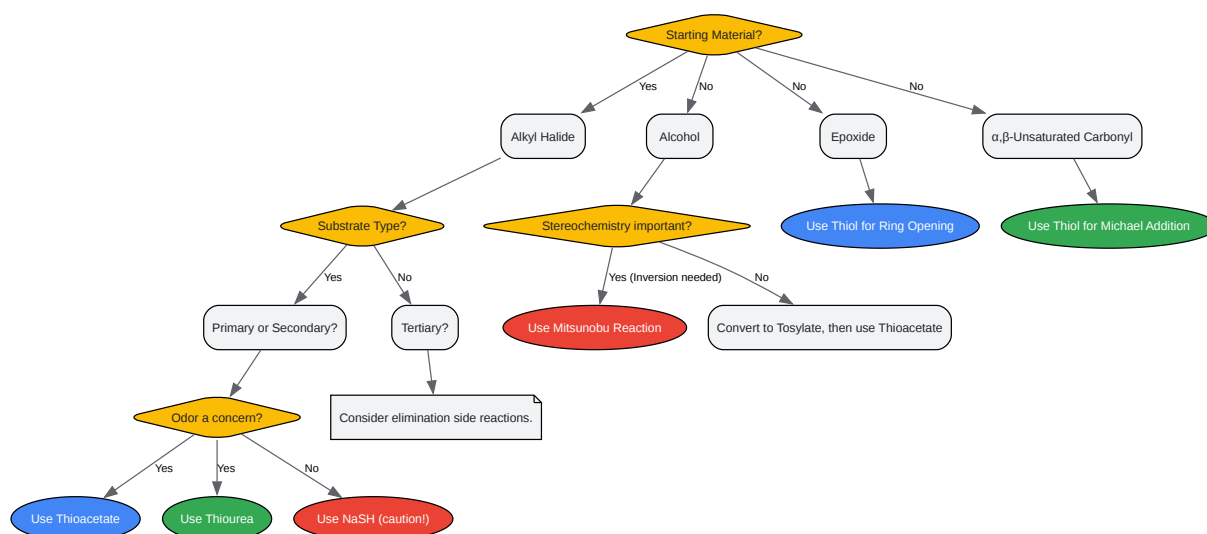 Starting Material?
Yes
No
No
No
Alkyl Halide
Alcohol
Epoxide
α,β-Unsaturated Carbonyl
Substrate Type?
Stereochemistry important?
Use Thiol for Ring Opening
Use Thiol for Michael Addition
Yes
No
Yes (Inversion needed)
No
Primary or Secondary?
Tertiary?
Use Mitsunobu Reaction
Convert to Tosylate, then use Thioacetate
Odor a concern?
Consider elimination side reactions.
Yes
Yes
No
Use Thioacetate
Use Thiourea
Use NaSH (caution!)